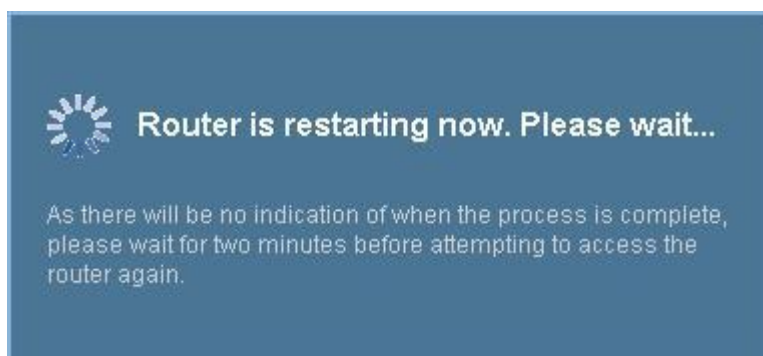 Router is restarting now. Please wait...
As there will be no indication of when the process is complete,
please wait for two minutes before attempting to access the
router again.